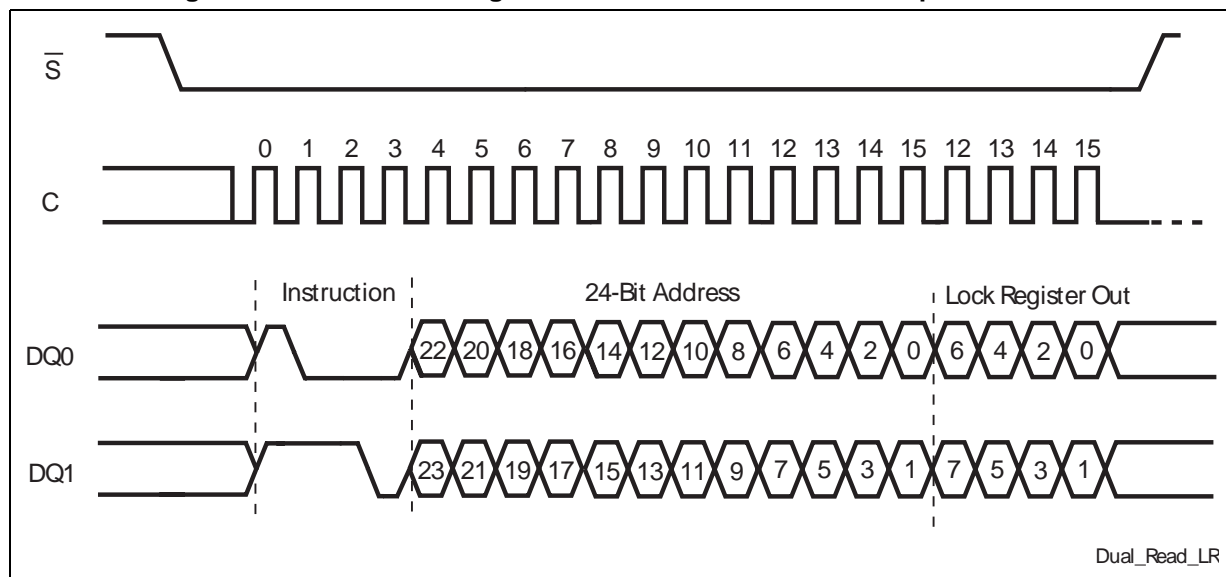 S
0 1 2 3 4 5 6 7 8 9 10 11 12 13 14 15 12 13 14 15
C
Instruction 24-Bit Address Lock Register Out
DQ0 22 20 18 16 14 12 10 8 6 4 2 0 6 4 2 0
DQ1 23 21 19 17 15 13 11 9 7 5 3 1 7 5 3 1
Dual_Read_LR